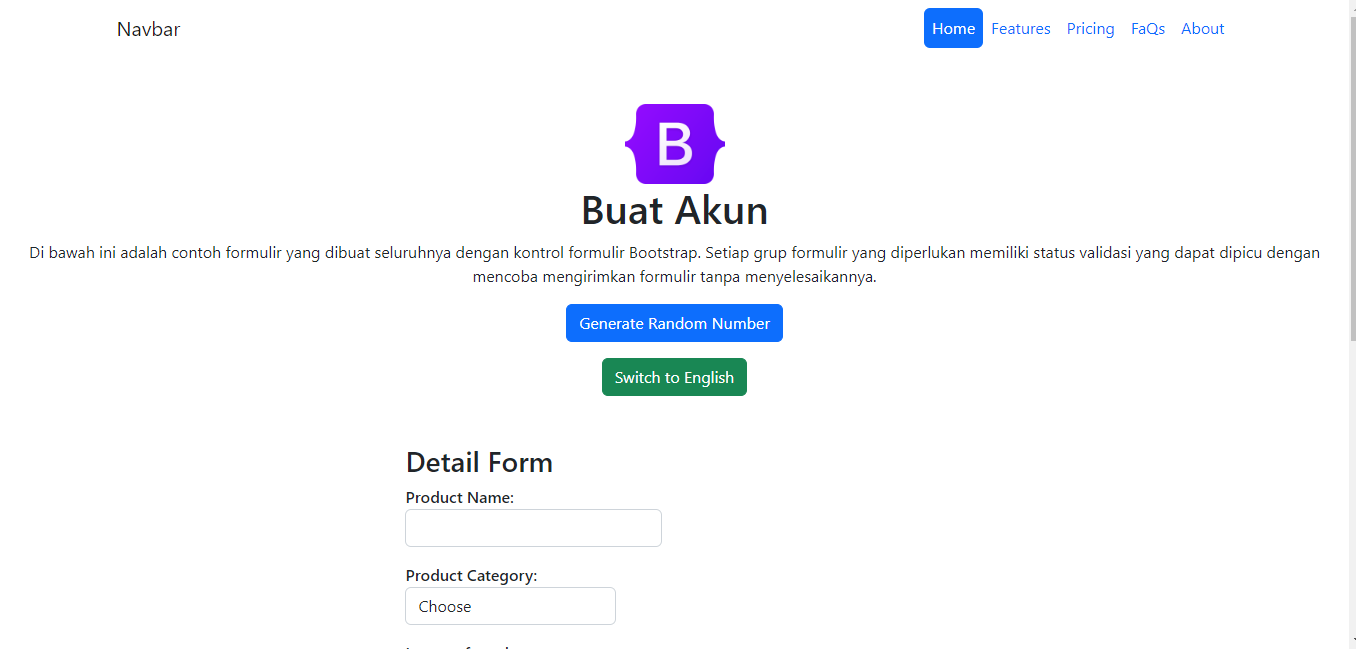 Navbar
Home Features Pricing FaQs About
B
Buat Akun
Di bawah ini adalah contoh formulir yang dibuat seluruhnya dengan kontrol formulir Bootstrap. Setiap grup formulir yang diperlukan memiliki status validasi yang dapat dipicu dengan
mencoba mengirimkan formulir tanpa menyelesaikannya.
Generate Random Number
Switch to English
Detail Form
Product Name:
Product Category:
Choose